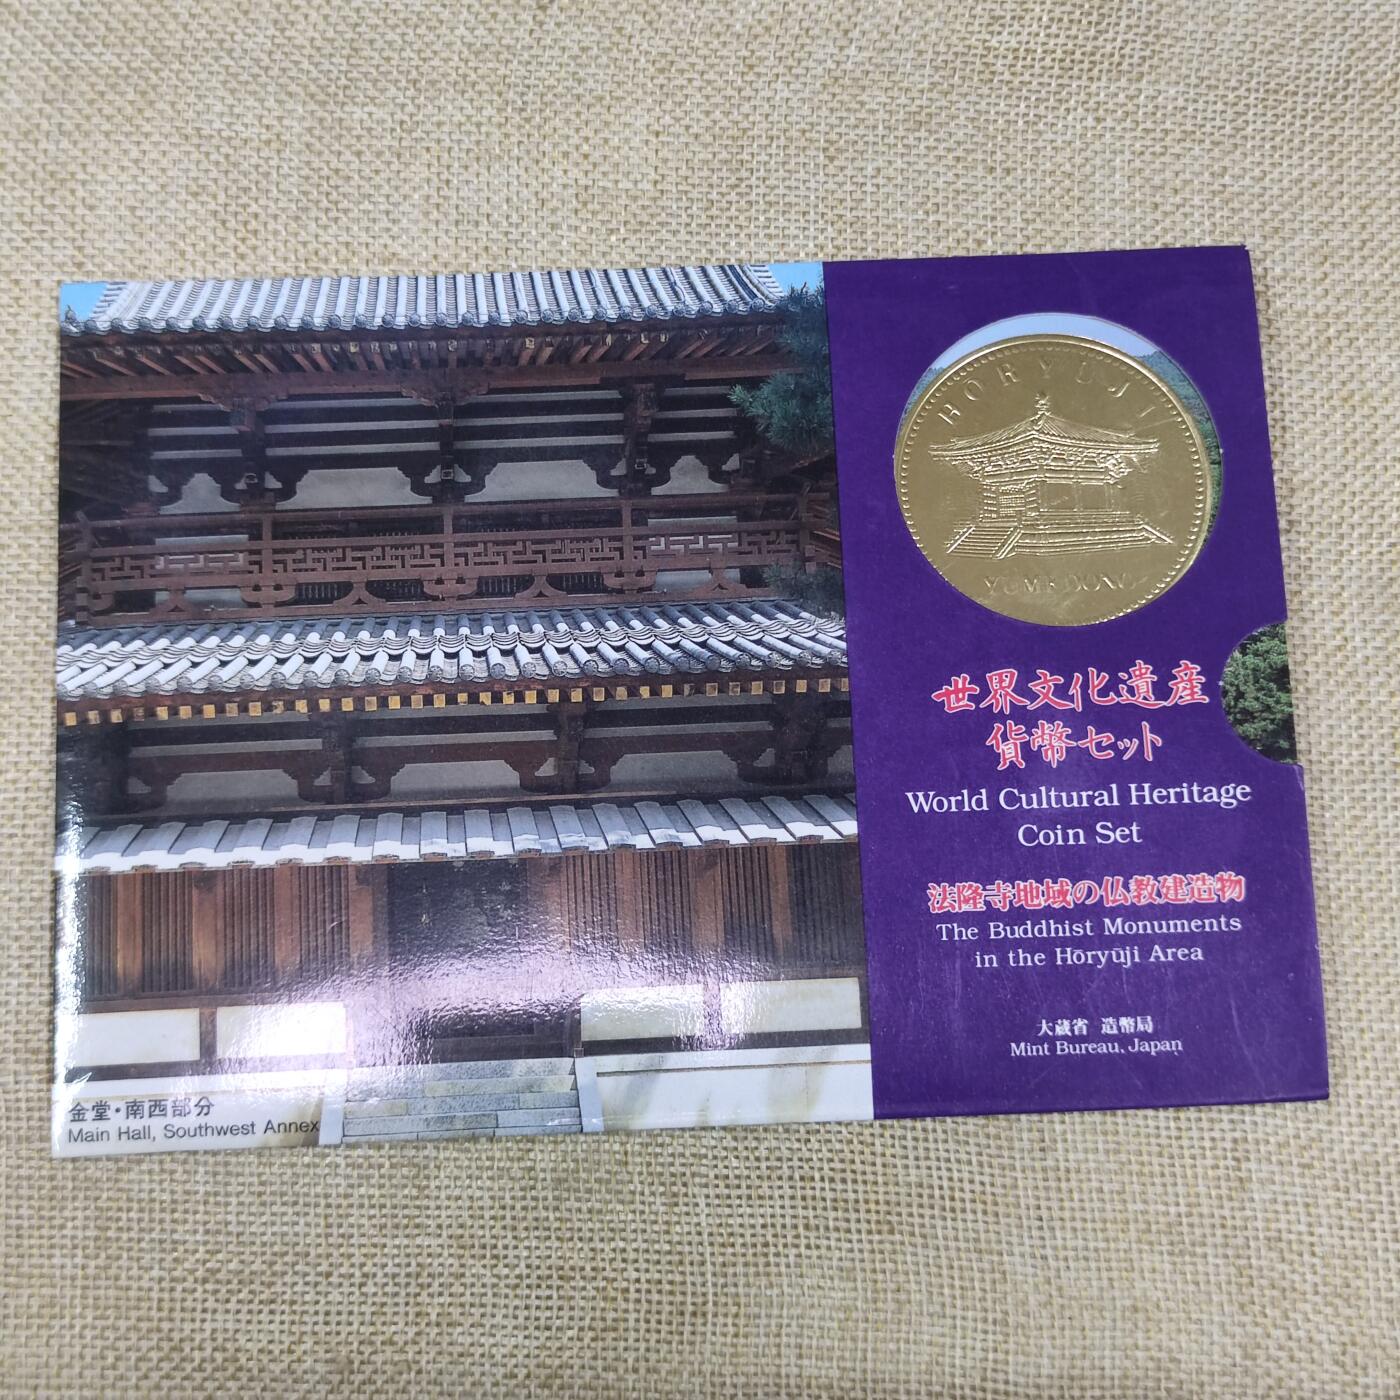 HORYUJI
YUMEDONO
世界文化遺産
貨幣セット
World Cultural Heritage
Coin Set
法隆寺地域の仏教建造物
The Buddhist Monuments
in the Hōryūji Area
大蔵省 造幣局
Mint Bureau, Japan
金堂・南西部分
Main Hall, Southwest Annex